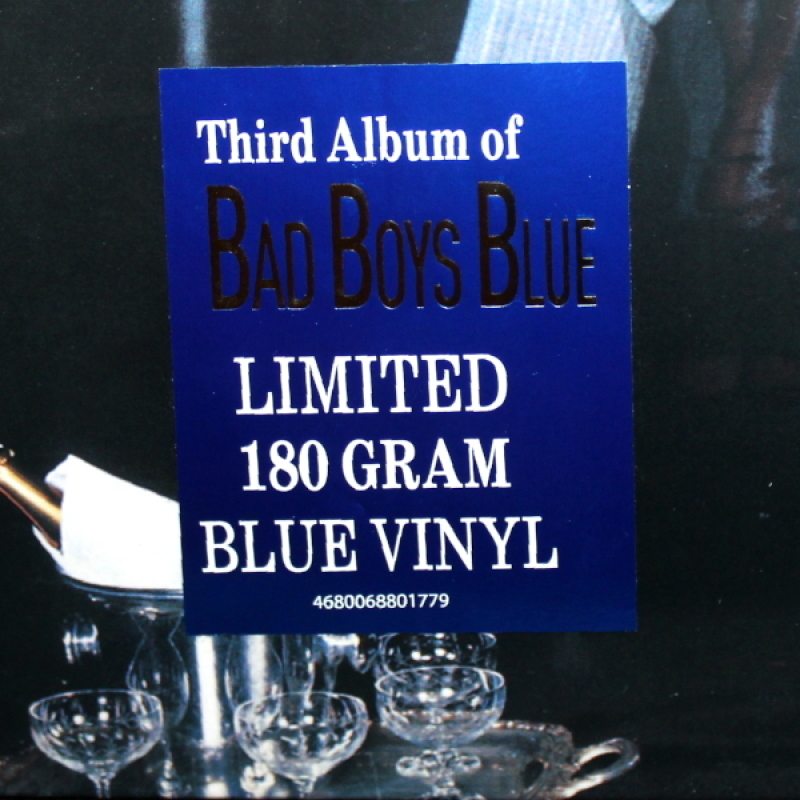 Third Album of
BAD BOYS BLUE
LIMITED
180 GRAM
BLUE VINYL
4680068801779